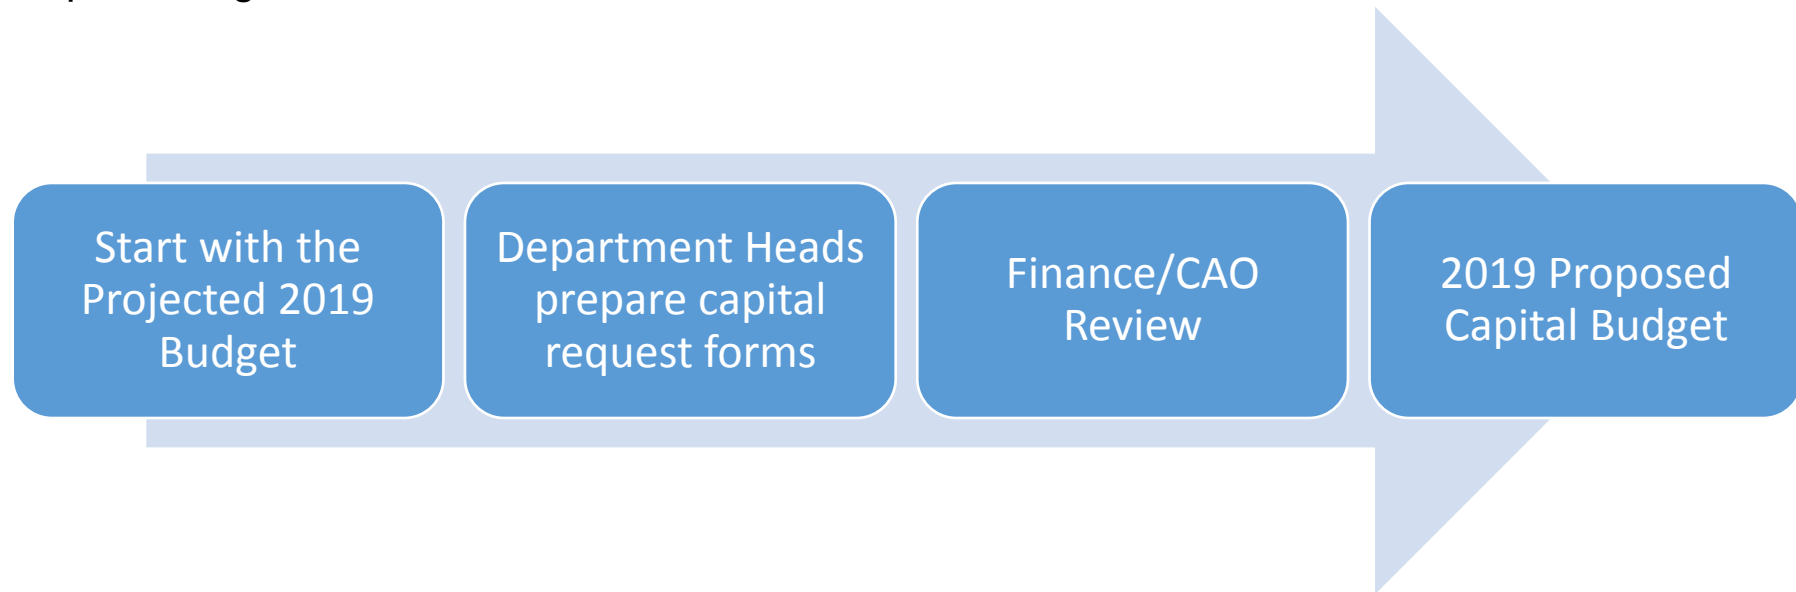 Start with the
Projected 2019
Budget
Department Heads
prepare capital
request forms
Finance/CAO
Review
2019 Proposed
Capital Budget